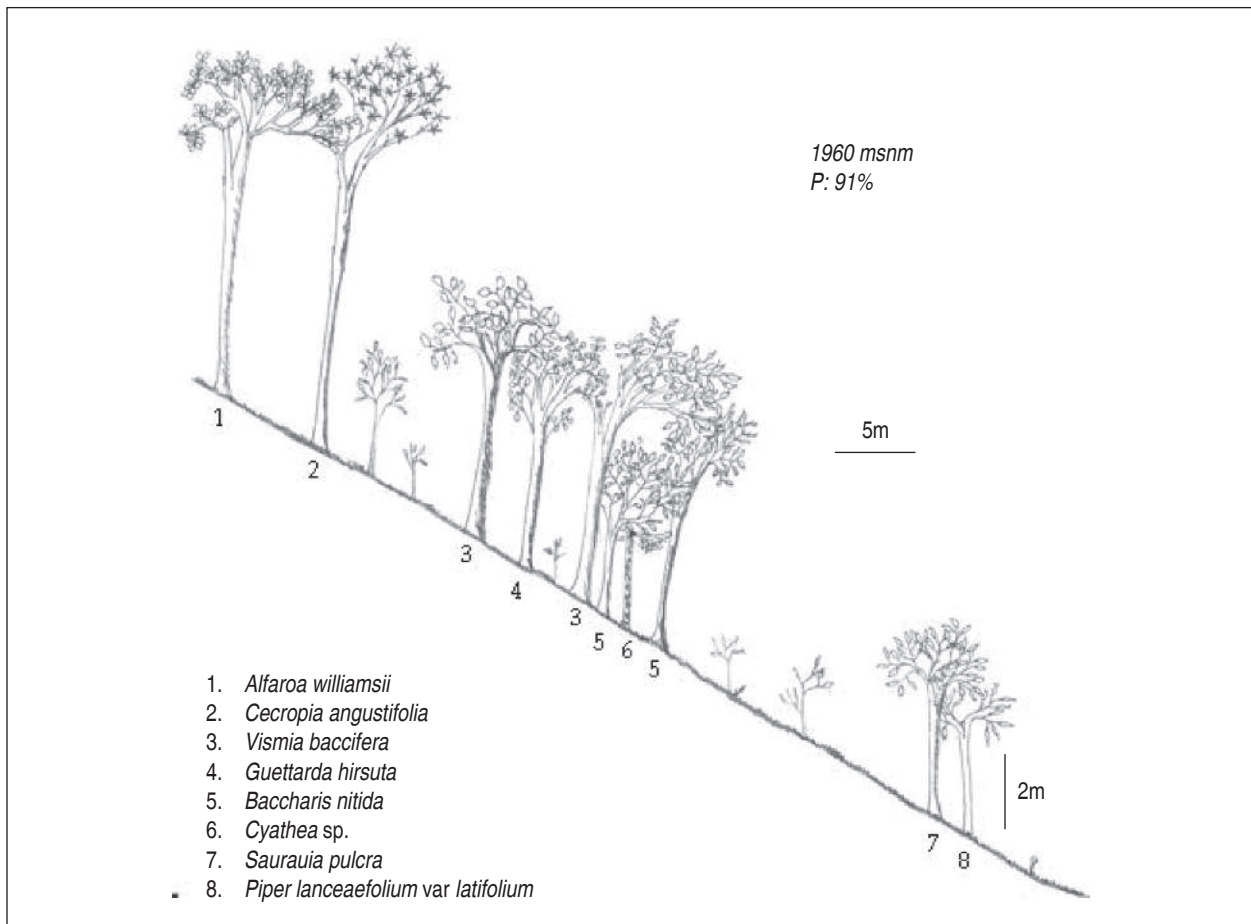 1960 msnm
P: 91%
1
2
5m
3
4
3
5
6
5
1. Alfaroa williamsii
2. Cecropia angustifolia
3. Vismia baccifera
4. Guettarda hirsuta
5. Baccharis nitida
6. Cyathea sp.
7. Saurauia pulcra
8. Piper lanceaefolium var latifolium
2m
7
8